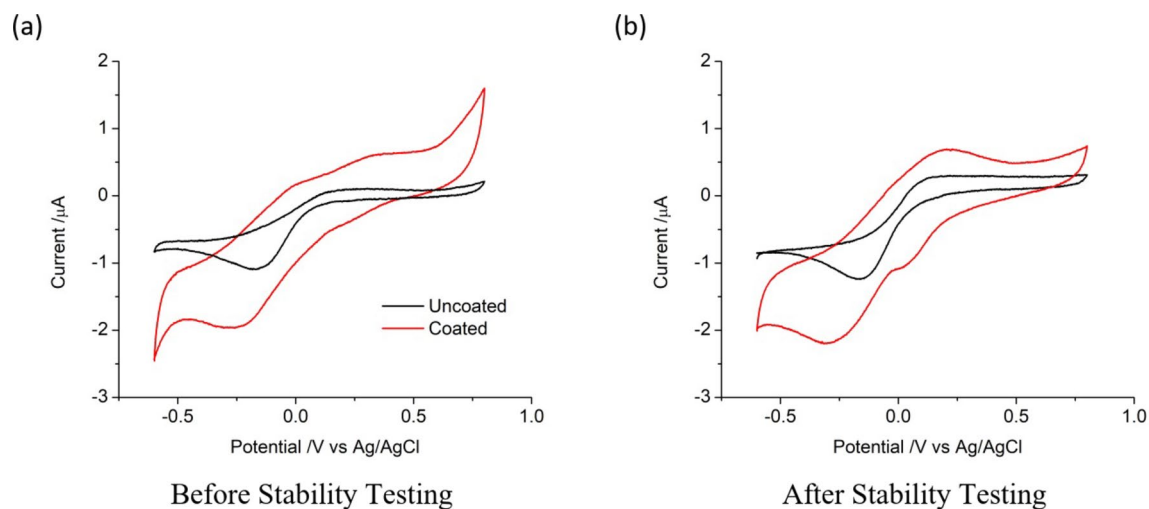 (a)
(b)
2
1
0
-1
-2
-3
Current /μA
-0.5
0.0
0.5
1.0
Potential /V vs Ag/AgCl
Uncoated
Coated
Before Stability Testing
2
1
0
-1
-2
-3
Current /μA
-0.5
0.0
0.5
1.0
Potential /V vs Ag/AgCl
After Stability Testing